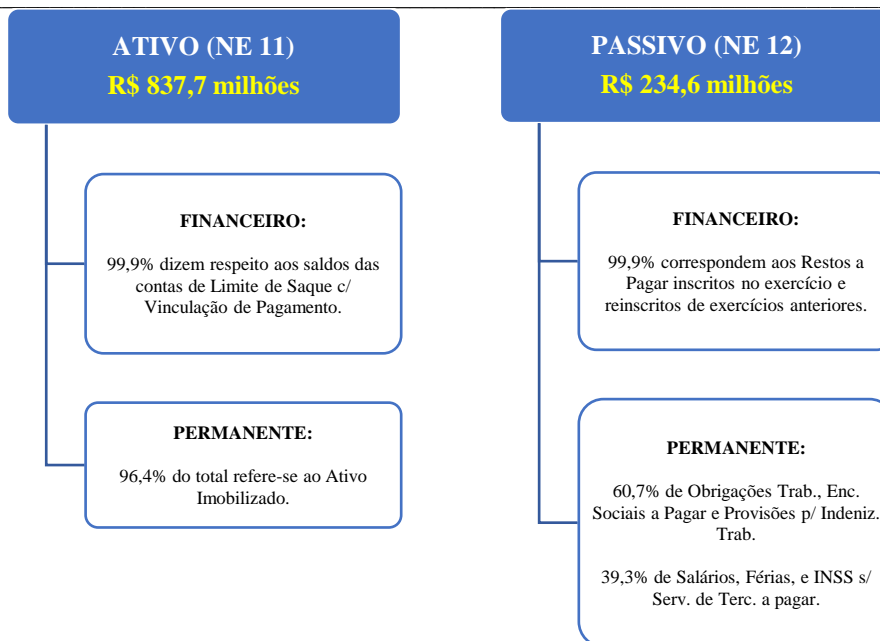 ATIVO (NE 11)
R$ 837,7 milhões
FINANCEIRO:
99,9% dizem respeito aos saldos das
contas de Limite de Saque c/
Vinculação de Pagamento.
PERMANENTE:
96,4% do total refere-se ao Ativo
Imobilizado.
PASSIVO (NE 12)
R$ 234,6 milhões
FINANCEIRO:
99,9% correspondem aos Restos a
Pagar inscritos no exercício e
reinscritos de exercícios anteriores.
PERMANENTE:
60,7% de Obrigações Trab., Enc.
Sociais a Pagar e Provisões p/ Indeniz.
Trab.
39,3% de Salários, Férias, e INSS s/
Serv. de Terc. a pagar.